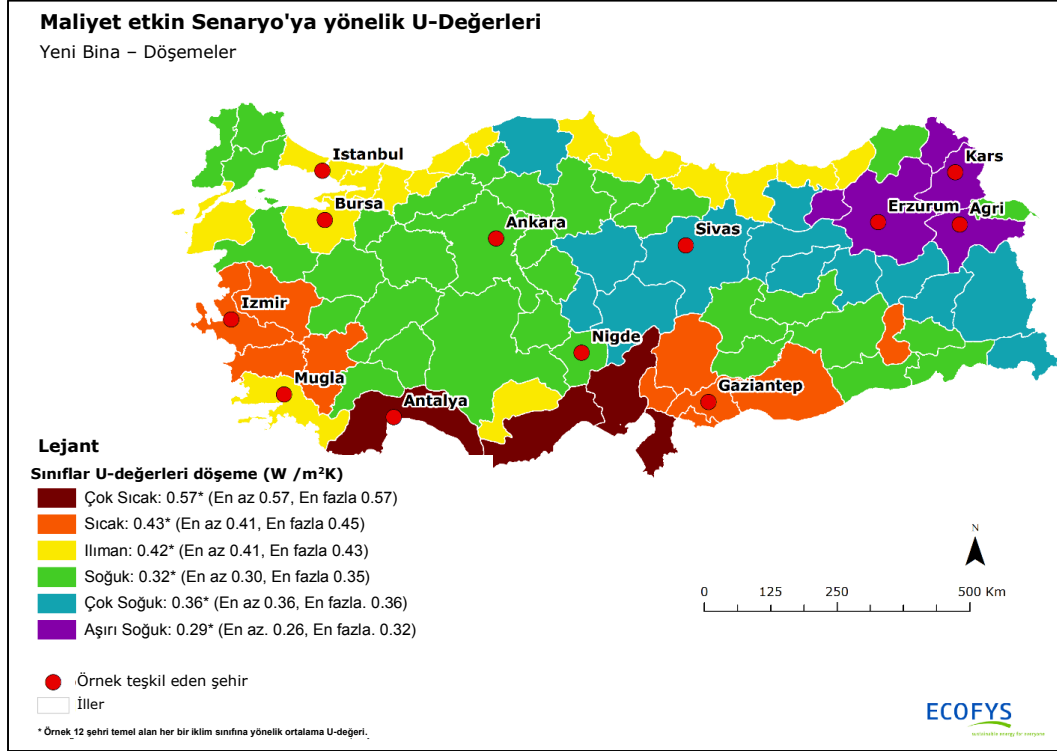 Maliyet etkin Senaryo'ya yönelik U-Değerleri
Yeni Bina – Döşemeler
Istanbul
Kars
Bursa
Erzurum
Agri
Ankara
Sivas
Izmir
Nigde
Mugla
Antalya
Gaziantep
Lejant
Sınıflar U-değerleri döşeme (W /m²K)
Çok Sıcak: 0.57* (En az 0.57, En fazla 0.57)
Sıcak: 0.43* (En az 0.41, En fazla 0.45)
Ilıman: 0.42* (En az 0.41, En fazla 0.43)
Soğuk: 0.32* (En az 0.30, En fazla 0.35)
Çok Soğuk: 0.36* (En az 0.36, En fazla. 0.36)
Aşırı Soğuk: 0.29* (En az. 0.26, En fazla. 0.32)
Örnek teşkil eden şehir
İller
* Örnek 12 şehri temel alan her bir iklim sınıfına yönelik ortalama U-değeri.
N
0 125 250 500 Km
ECOFYS
sustainable energy for everyone